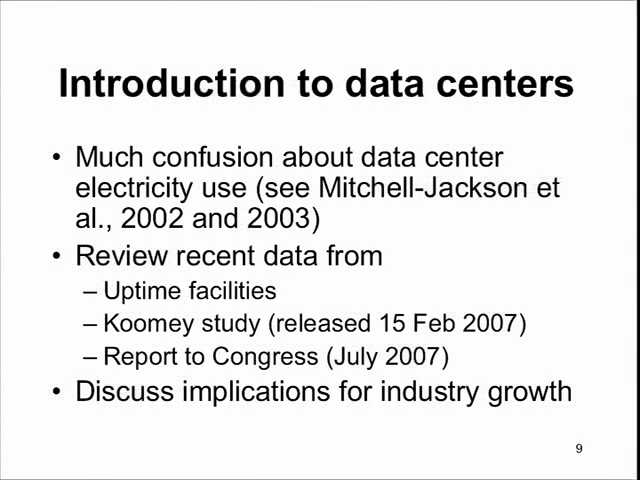 Introduction to data centers
• Much confusion about data center
electricity use (see Mitchell-Jackson et
al., 2002 and 2003)
• Review recent data from
– Uptime facilities
– Koomey study (released 15 Feb 2007)
– Report to Congress (July 2007)
• Discuss implications for industry growth
9